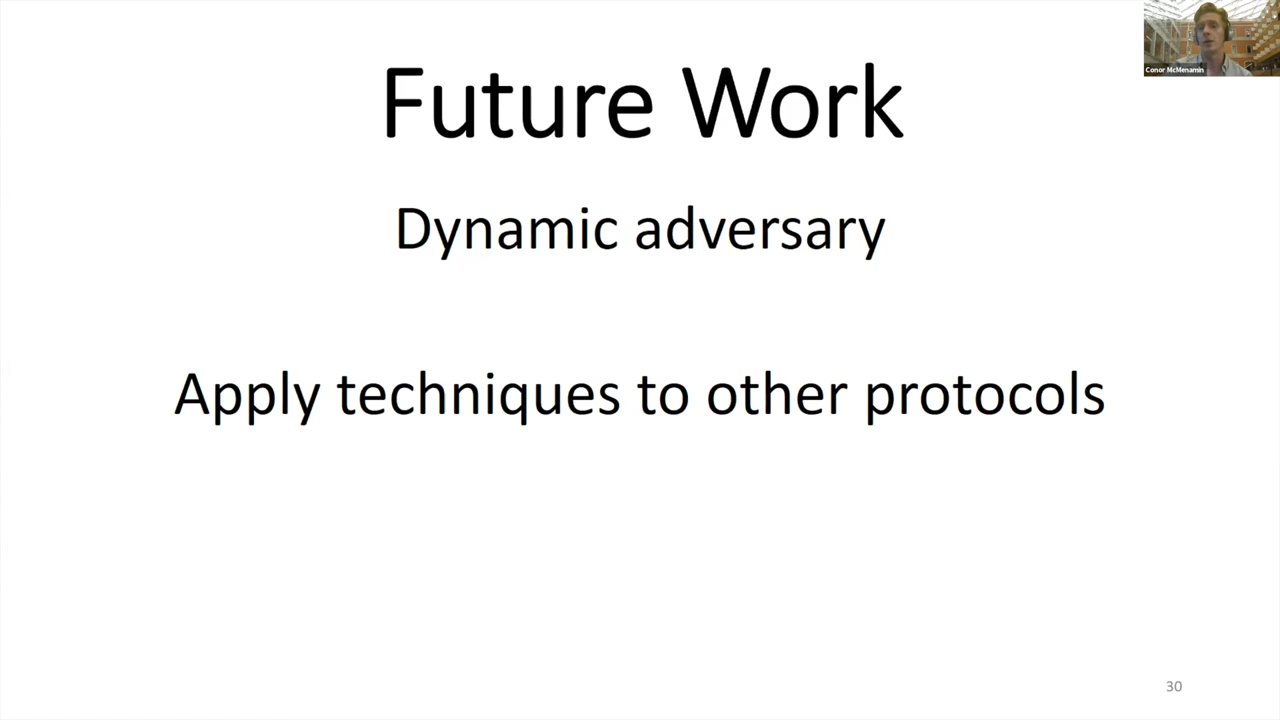 Future Work
Conor McMenamin
Dynamic adversary
Apply techniques to other protocols
30